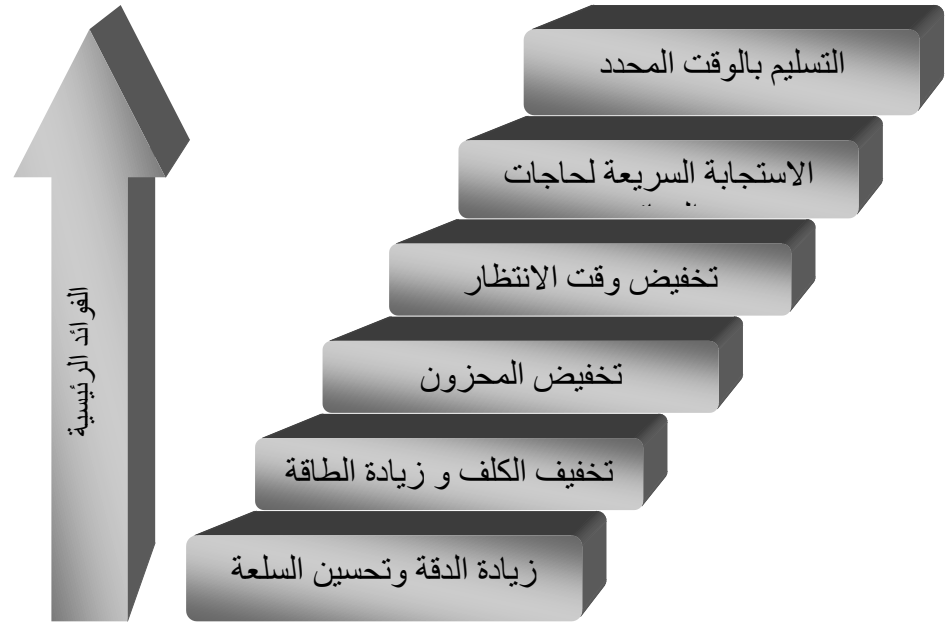 التسليم بالوقت المحدد
الاستجابة السريعة لحاجات
تخفيض وقت الانتظار
تخفيض المحزون
تخفيف الكلف و زيادة الطاقة
زيادة الدقة وتحسين السلعة
الفوائد الرئيسية